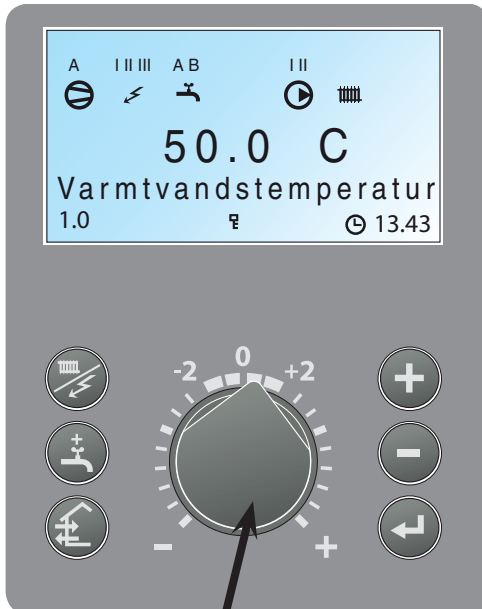 A I II III A B I II
50.0 C
Varmtvandstemperatur
1.0 13.43
-2 0 +2
+
+
-
- +